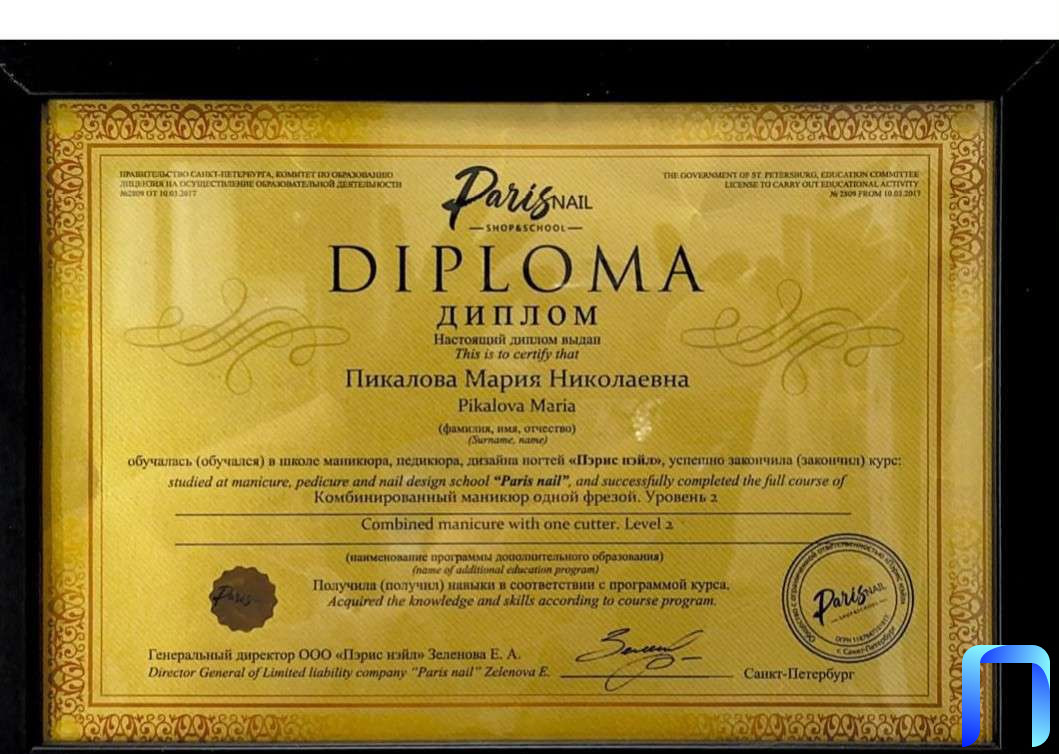 ПРАВИТЕЛЬСТВО САНКТ-ПЕТЕРБУРГА, КОМИТЕТ ПО ОБРАЗОВАНИЮ
ЛИЦЕНЗИЯ НА ОСУЩЕСТВЛЕНИЕ ОБРАЗОВАТЕЛЬНОЙ ДЕЯТЕЛЬНОСТИ
№2809 ОТ 10.03.2017
THE GOVERNMENT OF ST. PETERSBURG, EDUCATION COMMITTEE
LICENSE TO CARRY OUT EDUCATIONAL ACTIVITY
№ 2809 FROM 10.03.2017
Paris NAIL
SHOP&SCHOOL
DIPLOMA
ДИПЛОМ
Настоящий диплом выдан
This is to certify that
Пикалова Мария Николаевна
Pikalova Maria
(фамилия, имя, отчество)
(Surname, name)
обучалась (обучался) в школе маникюра, педикюра, дизайна ногтей «Пэрис нэйл», успешно закончила (закончил) курс:
studied at manicure, pedicure and nail design school "Paris nail", and successfully completed the full course of
Комбинированный маникюр одной фрезой. Уровень 2
Combined manicure with one cutter. Level 2
(наименование программы дополнительного образования)
(name of additional education program)
Получила (получил) навыки в соответствии с программой курса.
Acquired the knowledge and skills according to course program.
Paris
Paris NAIL
SHOP&SCHOOL
г. Санкт-Петербург
Генеральный директор ООО «Пэрис нэйл» Зеленова Е. А.
Director General of Limited liability company "Paris nail" Zelenova E.
Санкт-Петербург